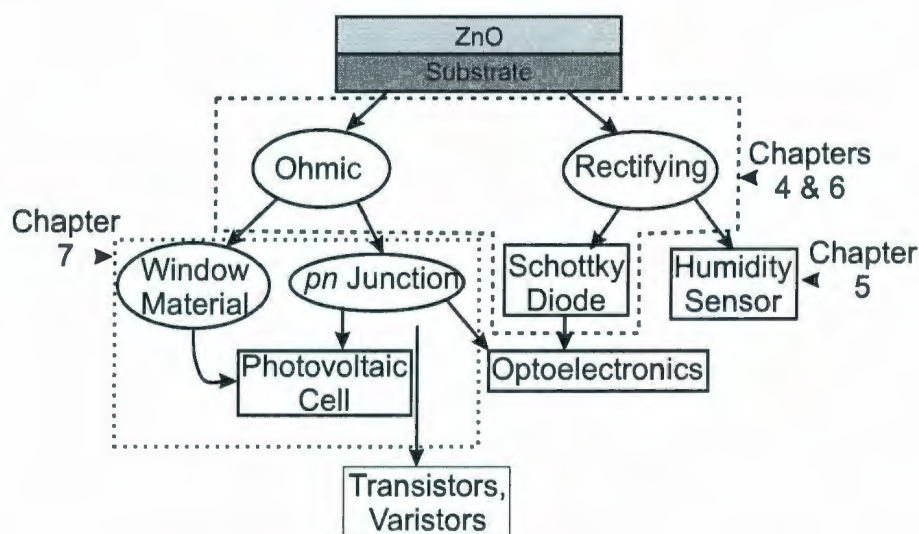 ZnO
Substrate
Ohmic
Rectifying
Chapters
4 & 6
Chapter
7
Window
Material
pn Junction
Schottky
Diode
Humidity
Sensor
Chapter
5
Photovoltaic
Cell
Optoelectronics
Transistors,
Varistors